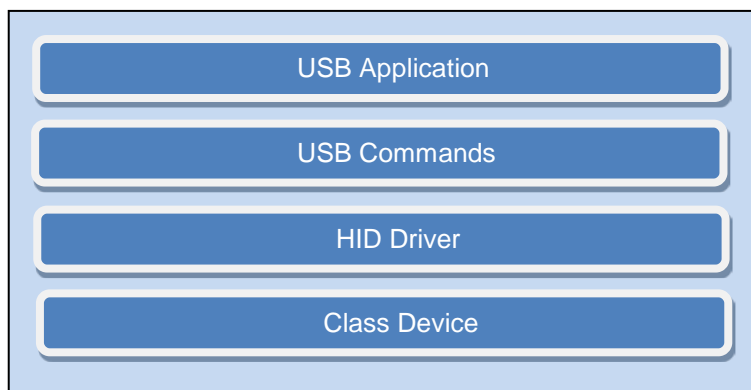 USB Application
USB Commands
HID Driver
Class Device